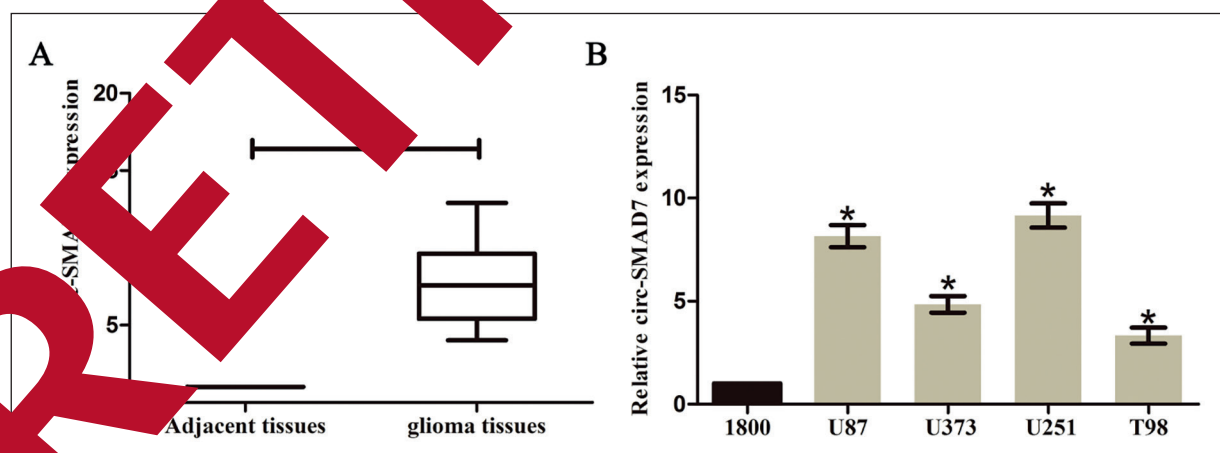 A
B
20
5
Adjacent tissues
glioma tissues
Relative circ-SMAD7 expression
15
10
5
0
*
*
*
*
1800
U87
U373
U251
T98